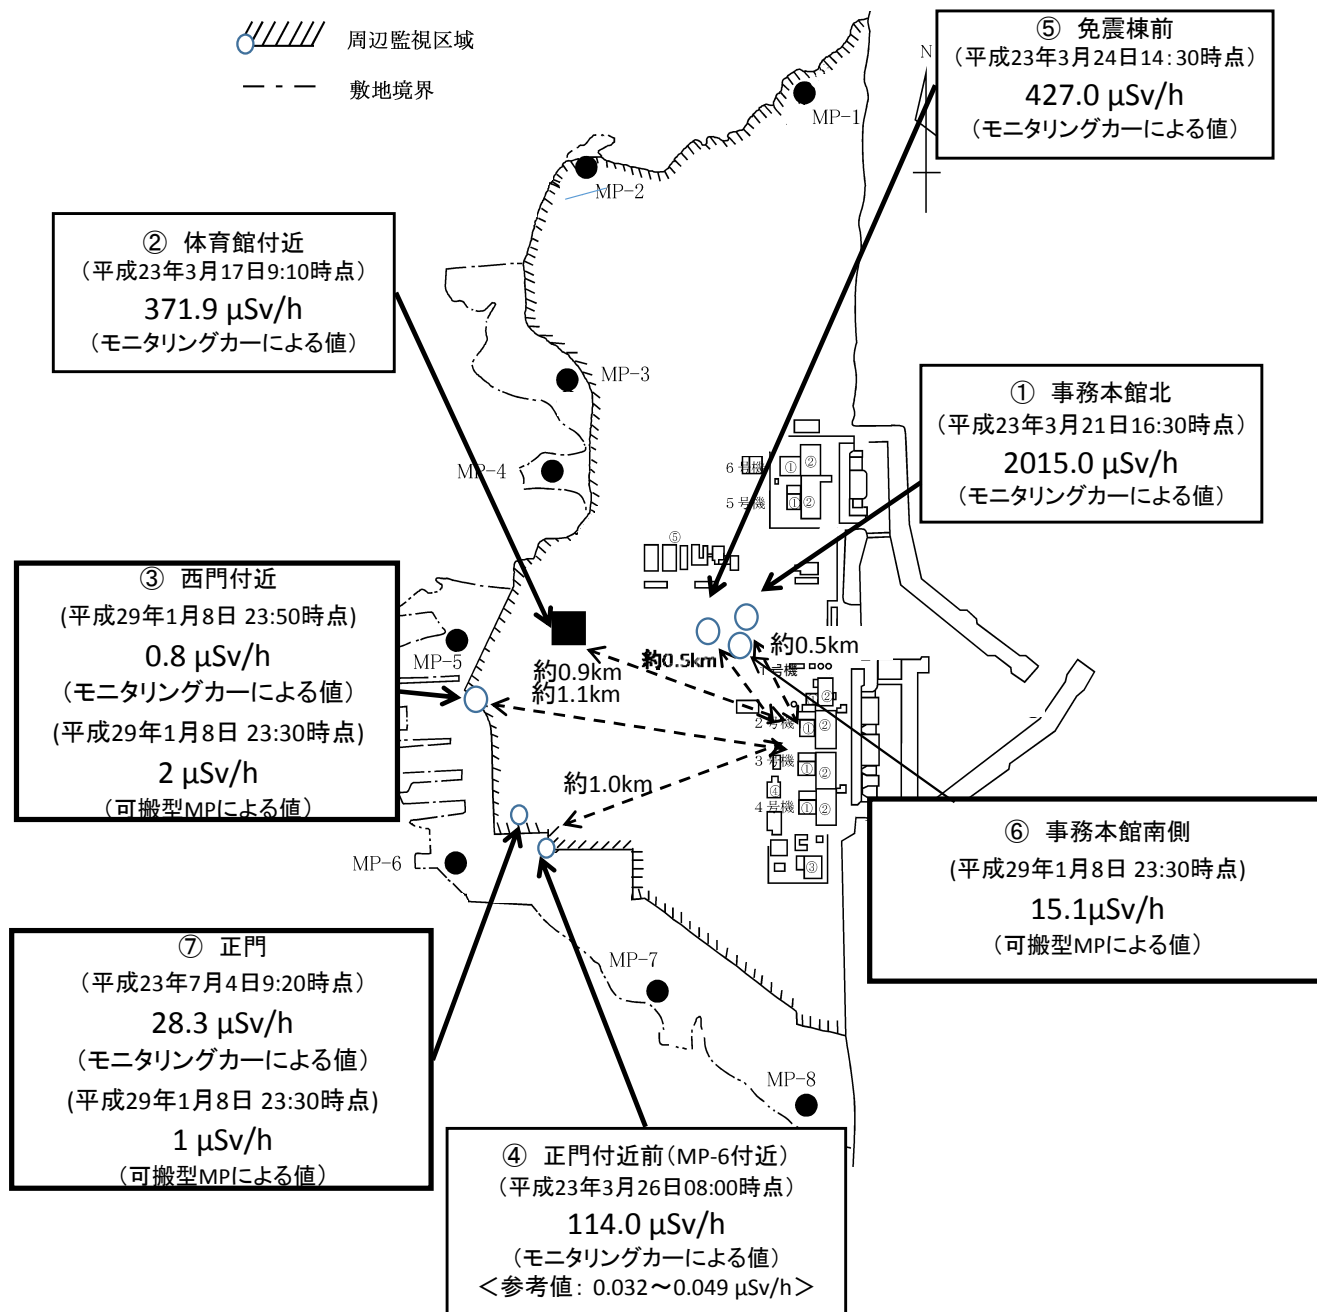 周辺監視区域
敷地境界
⑤ 免震棟前
(平成23年3月24日14:30時点)
427.0 μSv/h
(モニタリングカーによる値)
N
MP-1
MP-2
② 体育館付近
(平成23年3月17日9:10時点)
371.9 μSv/h
(モニタリングカーによる値)
MP-3
MP-4
① 事務本館北
(平成23年3月21日16:30時点)
2015.0 μSv/h
(モニタリングカーによる値)
6号機
① ②
5号機
① ②
⑤
③ 西門付近
(平成29年1月8日 23:50時点)
0.8 μSv/h
(モニタリングカーによる値)
(平成29年1月8日 23:30時点)
2 μSv/h
(可搬型MPによる値)
MP-5
約0.9km
約1.1km
約0.5km
約0.5km
号機
②
2号機
① ②
3号機
① ②
④
4号機
① ②
③
約1.0km
MP-6
⑥ 事務本館南側
(平成29年1月8日 23:30時点)
15.1μSv/h
(可搬型MPによる値)
⑦ 正門
(平成23年7月4日9:20時点)
28.3 μSv/h
(モニタリングカーによる値)
(平成29年1月8日 23:30時点)
1 μSv/h
(可搬型MPによる値)
MP-7
MP-8
④ 正門付近前(MP-6付近)
(平成23年3月26日08:00時点)
114.0 μSv/h
(モニタリングカーによる値)
<参考値: 0.032～0.049 μSv/h>